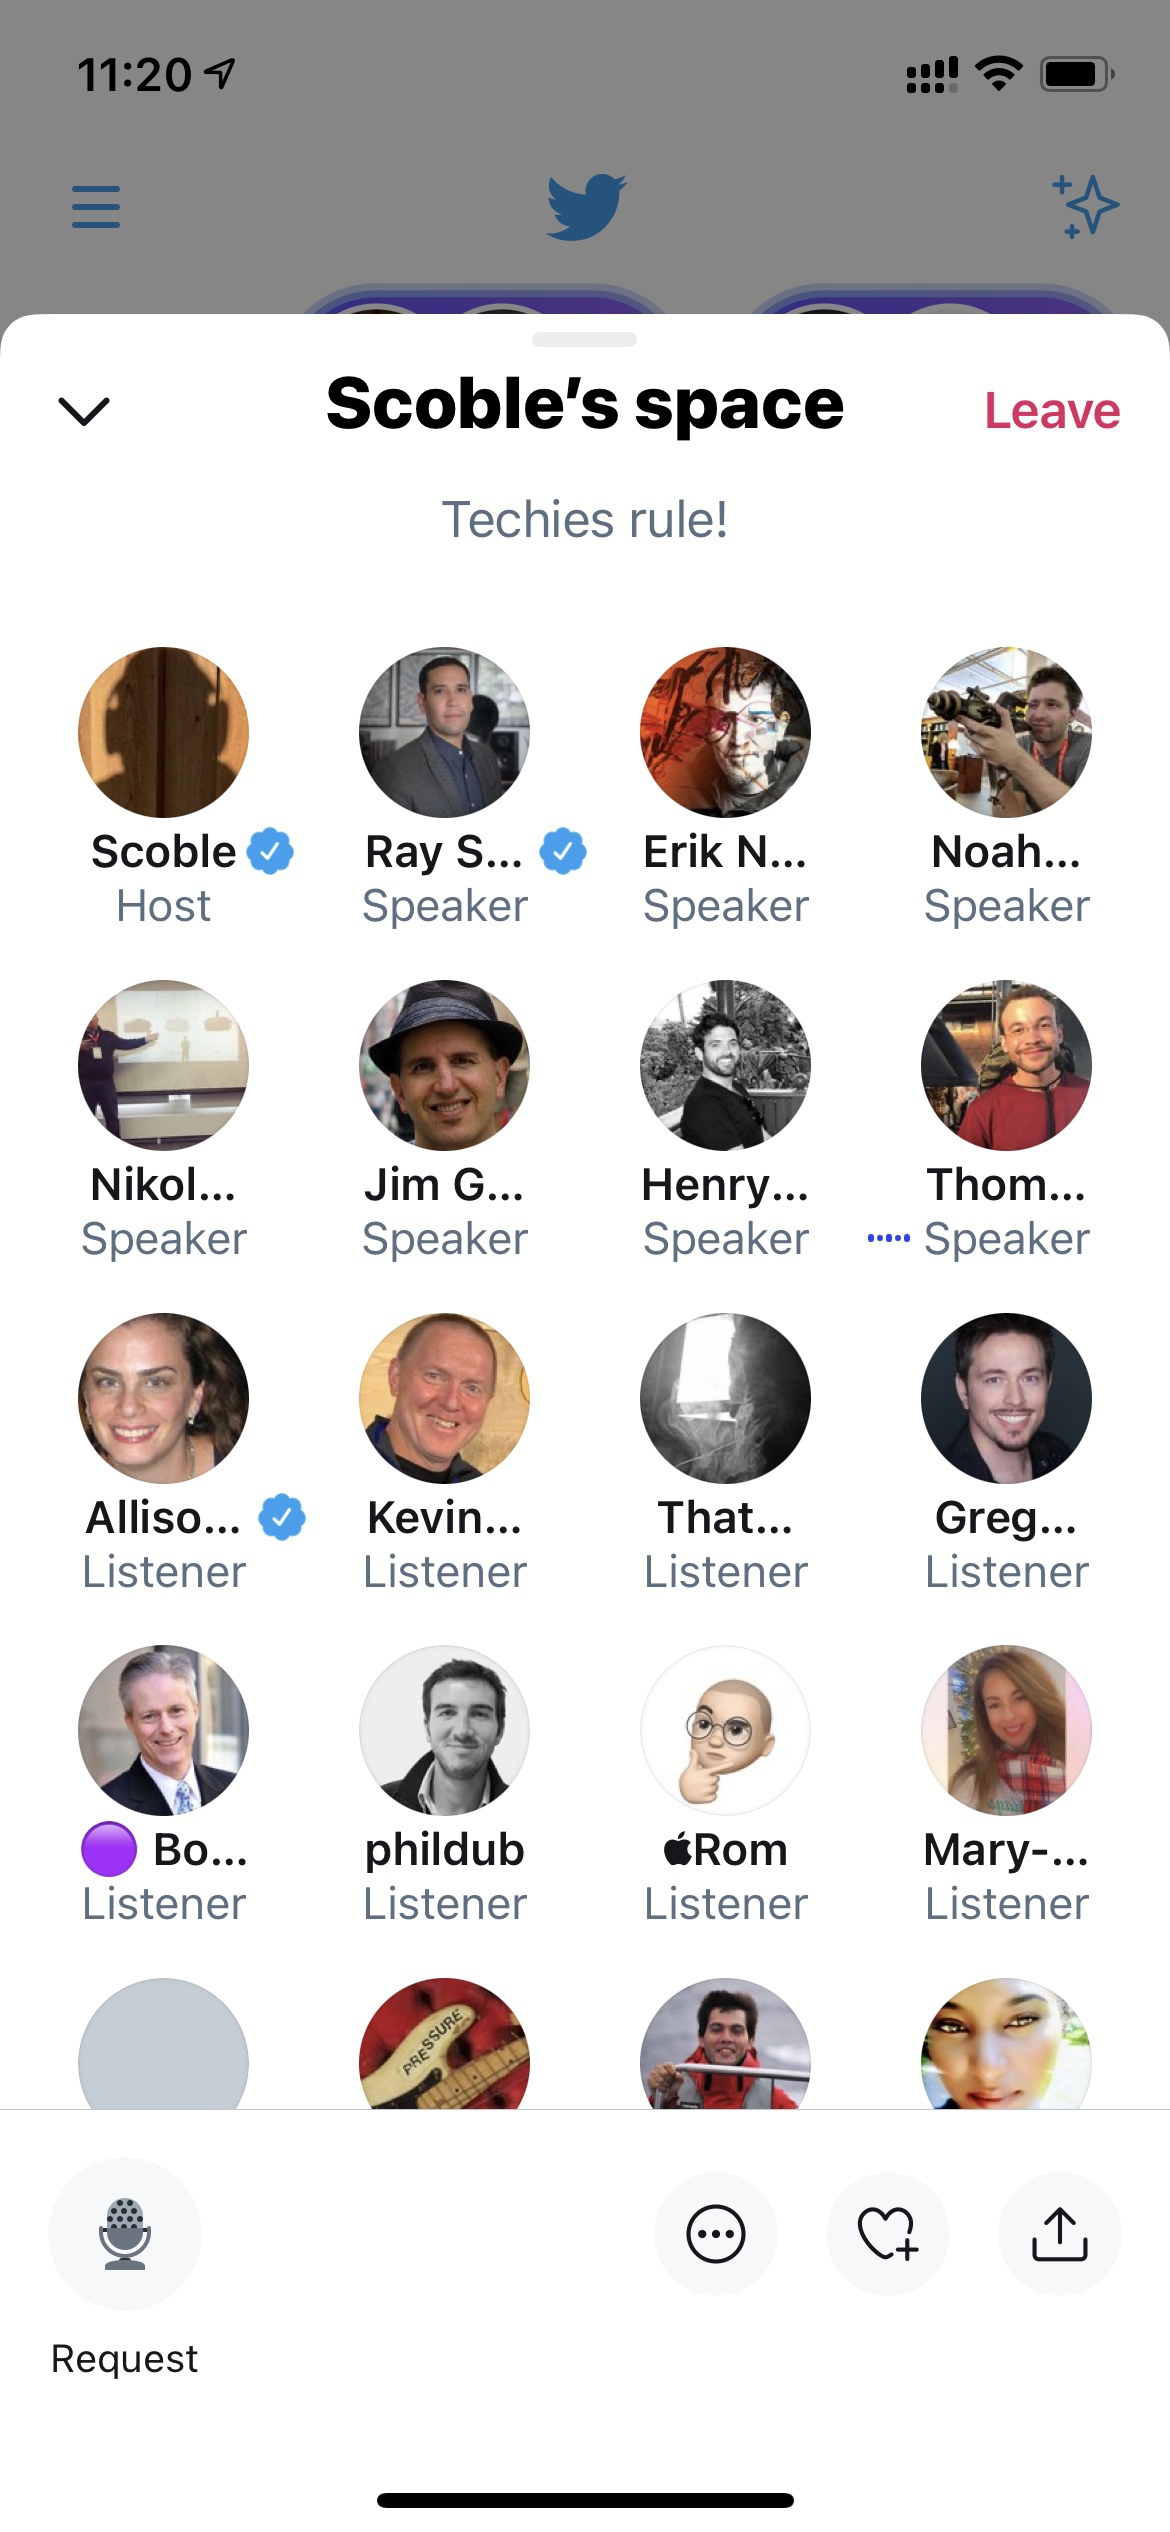 11:20
Scoble's space
Leave
Techies rule!
Scoble
Ray S...
Erik N...
Noah...
Host
Speaker
Speaker
Speaker
Nikol...
Jim G...
Henry...
Thom...
Speaker
Speaker
Speaker
Speaker
Alliso...
Kevin...
That...
Greg...
Listener
Listener
Listener
Listener
Bo...
phildub
Rom
Mary-...
Listener
Listener
Listener
Listener
PRESSURE
Request